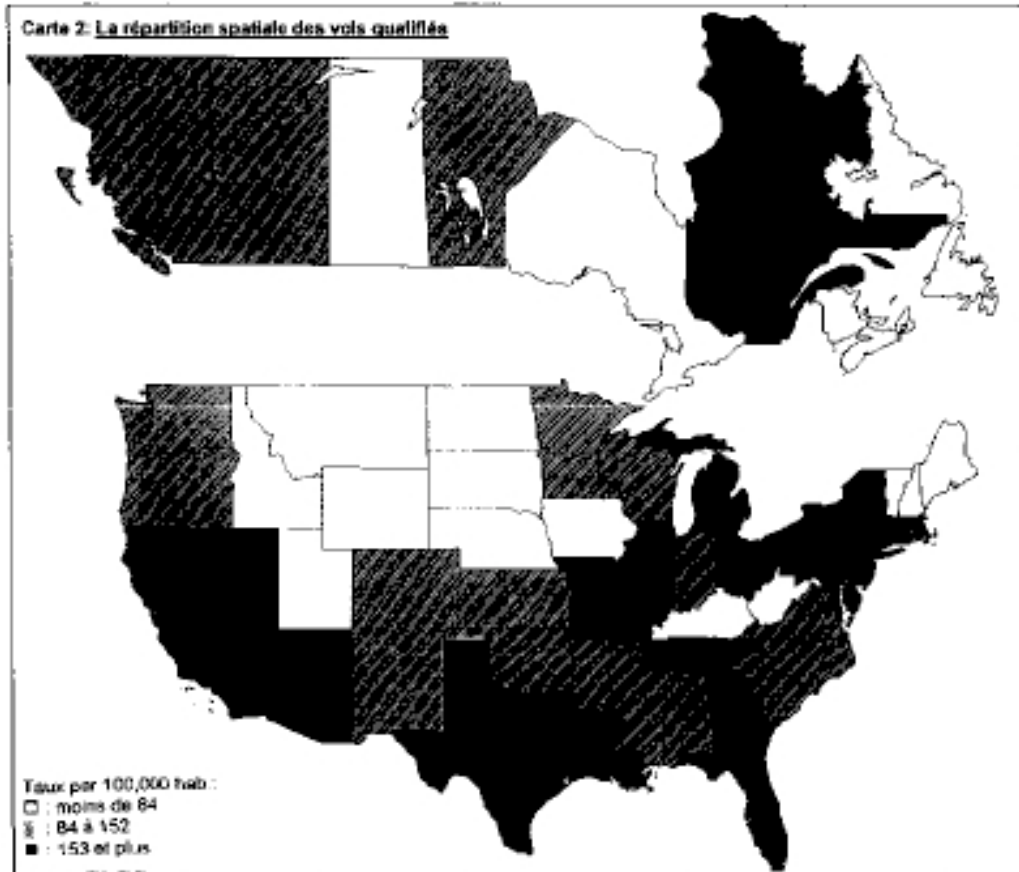 Carte 2: La répartition spatiale des vols qualifiés
Taux per 100,000 hab.:
: moins de 84
: 84 à 152
: 153 et plus